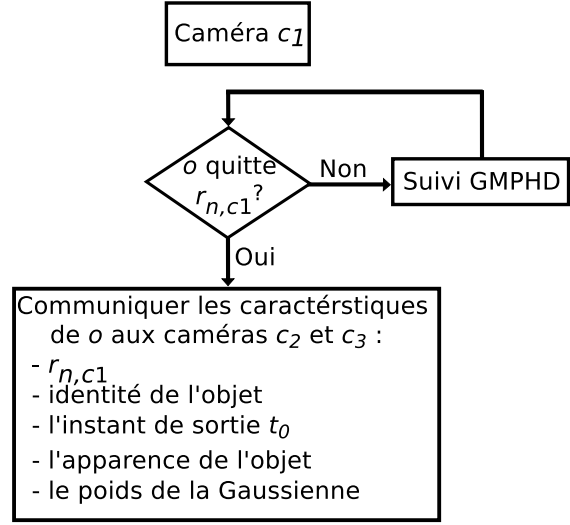 Caméra c1
o quitte
rn,c1?
Non
Suivi GMPHD
Oui
Communiquer les caractérstiques
de o aux caméras c2 et c3 :
- rn,c1
- identité de l'objet
- l'instant de sortie t0
- l'apparence de l'objet
- le poids de la Gaussienne